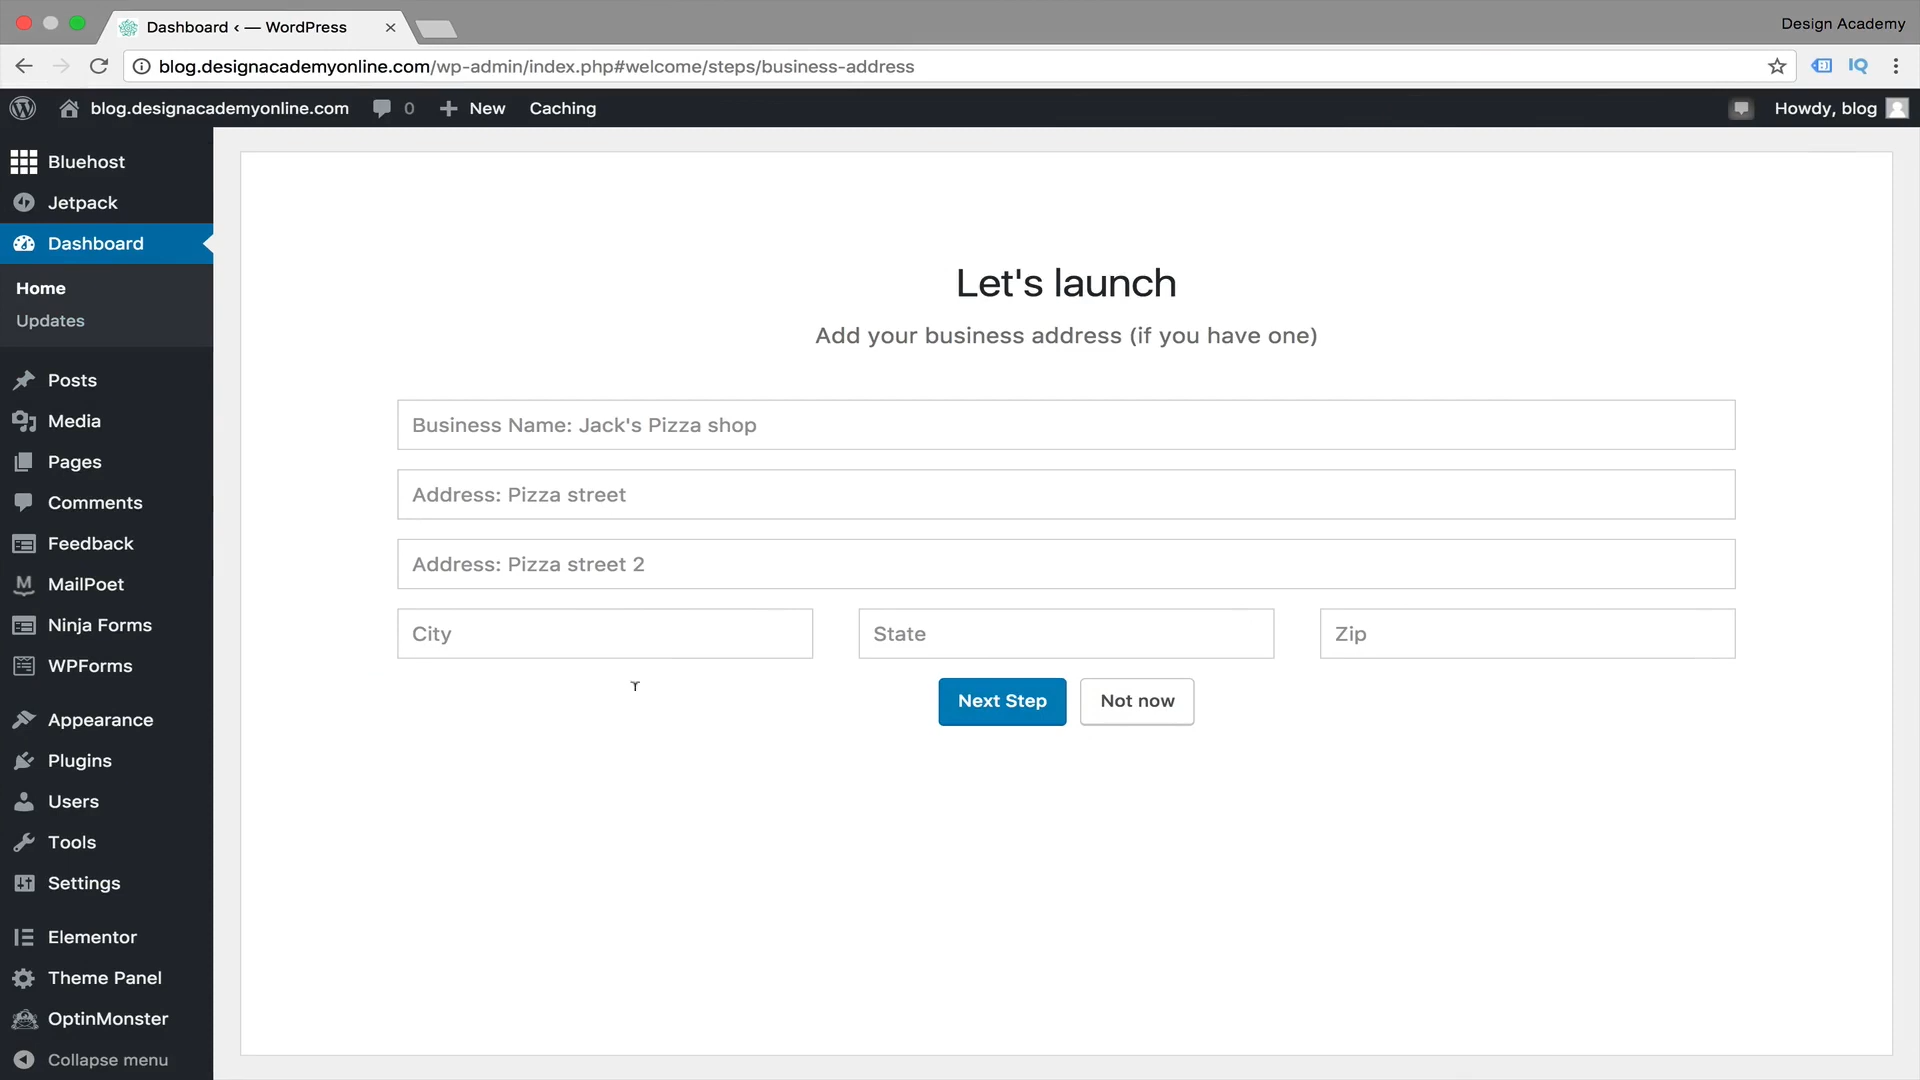 Dashboard ‹ — WordPress
Design Academy
blog.designacademyonline.com/wp-admin/index.php#welcome/steps/business-address
IQ
blog.designacademyonline.com
0
New
Caching
Howdy, blog
Bluehost
Jetpack
Dashboard
Home
Updates
Posts
Media
Pages
Comments
Feedback
MailPoet
Ninja Forms
WPForms
Appearance
Plugins
Users
Tools
Settings
Elementor
Theme Panel
OptinMonster
Collapse menu
Let's launch
Add your business address (if you have one)
Business Name: Jack's Pizza shop
Address: Pizza street
Address: Pizza street 2
City
State
Zip
Next Step
Not now